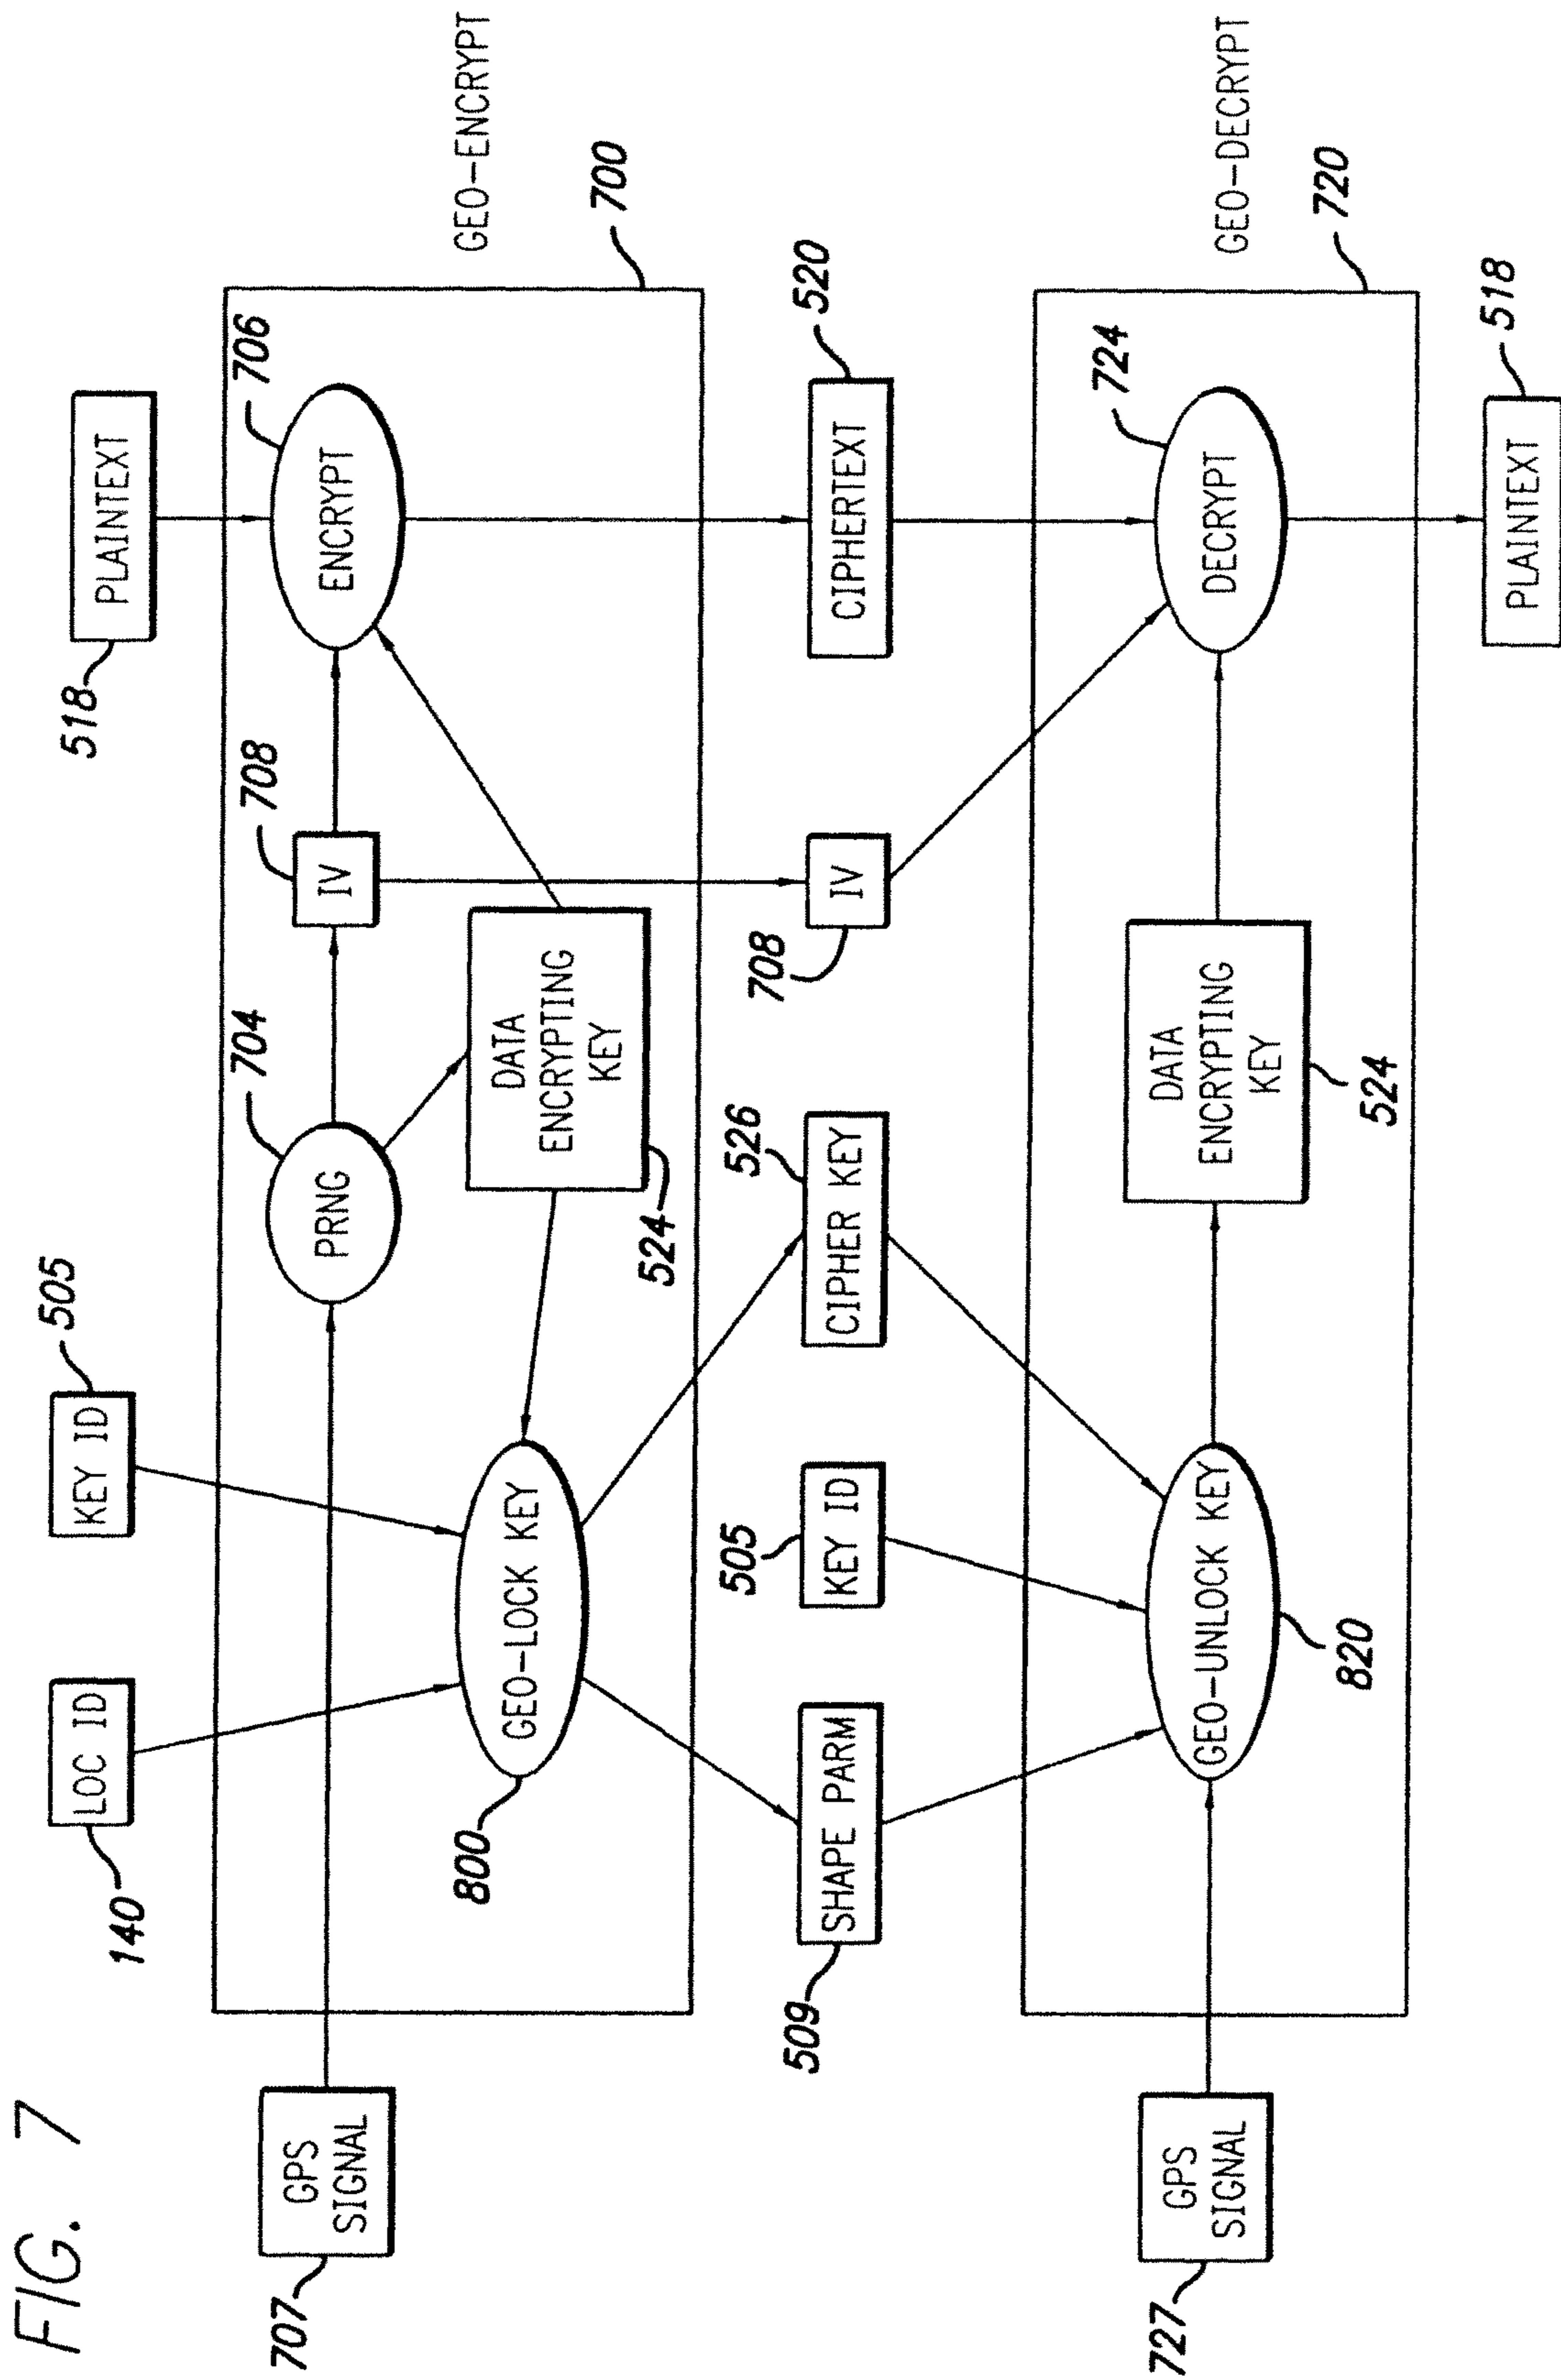 FIG. 7
LOC ID
140
KEY ID
505
PLAINTEXT
518
GPS
SIGNAL
707
PRNG
704
IV
708
ENCRYPT
706
GEO-ENCRYPT
700
GEO-LOCK KEY
800
DATA
ENCRYPTING
KEY
524
SHAPE PARM
509
KEY ID
505
CIPHER KEY
526
IV
708
CIPHERTEXT
520
GPS
SIGNAL
727
GEO-UNLOCK KEY
820
DATA
ENCRYPTING
KEY
524
DECRYPT
724
GEO-DECRYPT
720
PLAINTEXT
518